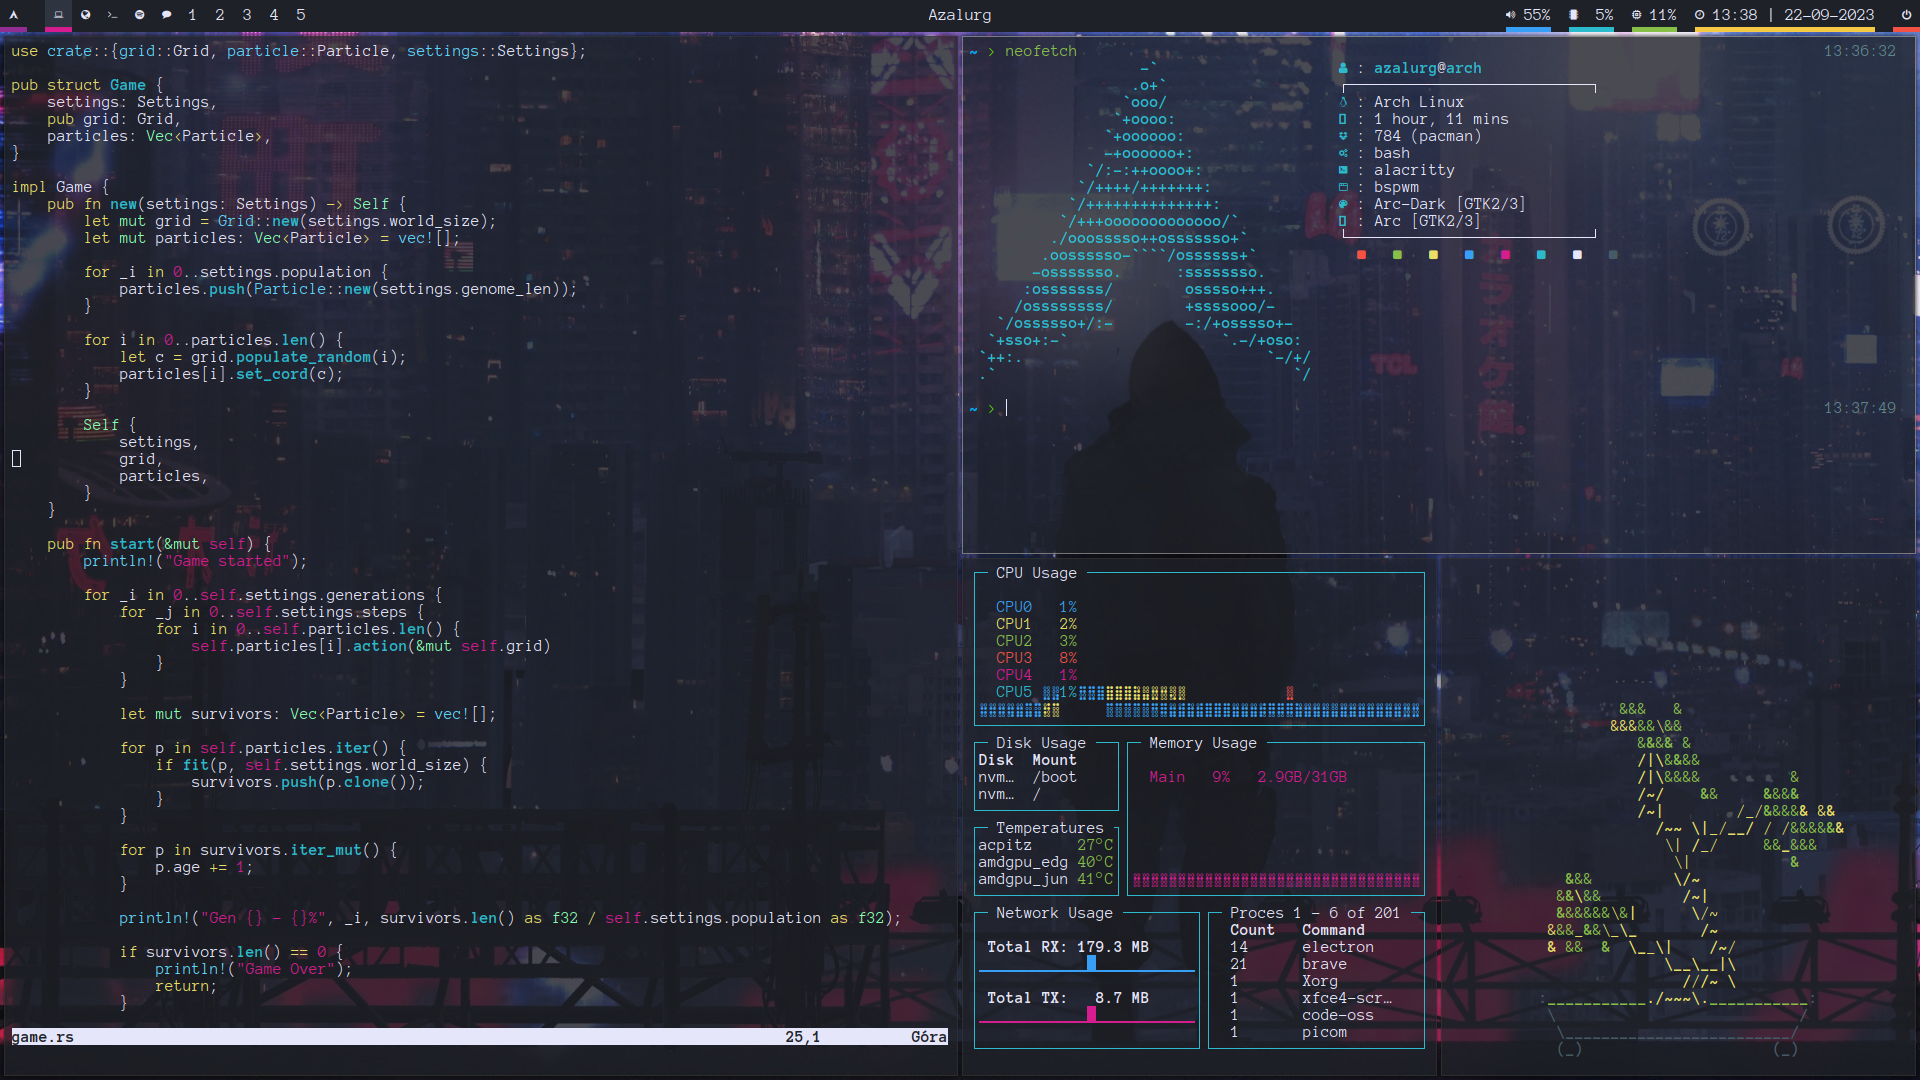 1 2 3 4 5
Azalurg
55% 5% 11% 13:38 | 22-09-2023
use crate::{grid::Grid, particle::Particle, settings::Settings};
pub struct Game {
    settings: Settings,
    pub grid: Grid,
    particles: Vec<Particle>,
}
impl Game {
    pub fn new(settings: Settings) -> Self {
        let mut grid = Grid::new(settings.world_size);
        let mut particles: Vec<Particle> = vec![];
        for _i in 0..settings.population {
            particles.push(Particle::new(settings.genome_len));
        }
        for i in 0..particles.len() {
            let c = grid.populate_random(i);
            particles[i].set_cord(c);
        }
        Self {
            settings,
            grid,
            particles,
        }
    }
    pub fn start(&mut self) {
        println!("Game started");
        for _i in 0..self.settings.generations {
            for _j in 0..self.settings.steps {
                for i in 0..self.particles.len() {
                    self.particles[i].action(&mut self.grid)
                }
            }
            let mut survivors: Vec<Particle> = vec![];
            for p in self.particles.iter() {
                if fit(p, self.settings.world_size) {
                    survivors.push(p.clone());
                }
            }
            for p in survivors.iter_mut() {
                p.age += 1;
            }
            println!("Gen {} - {}%", _i, survivors.len() as f32 / self.settings.population as f32);
            if survivors.len() == 0 {
                println!("Game Over");
                return;
            }
game.rs 25,1 Góra
~ > neofetch 13:36:32
azalurg@arch
: Arch Linux
: 1 hour, 11 mins
: 784 (pacman)
: bash
: alacritty
: bspwm
: Arc-Dark [GTK2/3]
: Arc [GTK2/3]
~ > 13:37:49
TCL
CPU Usage
CPU0 1%
CPU1 2%
CPU2 3%
CPU3 8%
CPU4 1%
CPU5 1%
Disk Usage
Disk Mount
nvm… /boot
nvm… /
Memory Usage
Main 9% 2.9GB/31GB
Temperatures
acpitz 27°C
amdgpu_edg 40°C
amdgpu_jun 41°C
Network Usage
Total RX: 179.3 MB
Total TX: 8.7 MB
Proces 1 - 6 of 201
Count Command
14 electron
21 brave
1 Xorg
1 xfce4-scr…
1 code-oss
1 picom